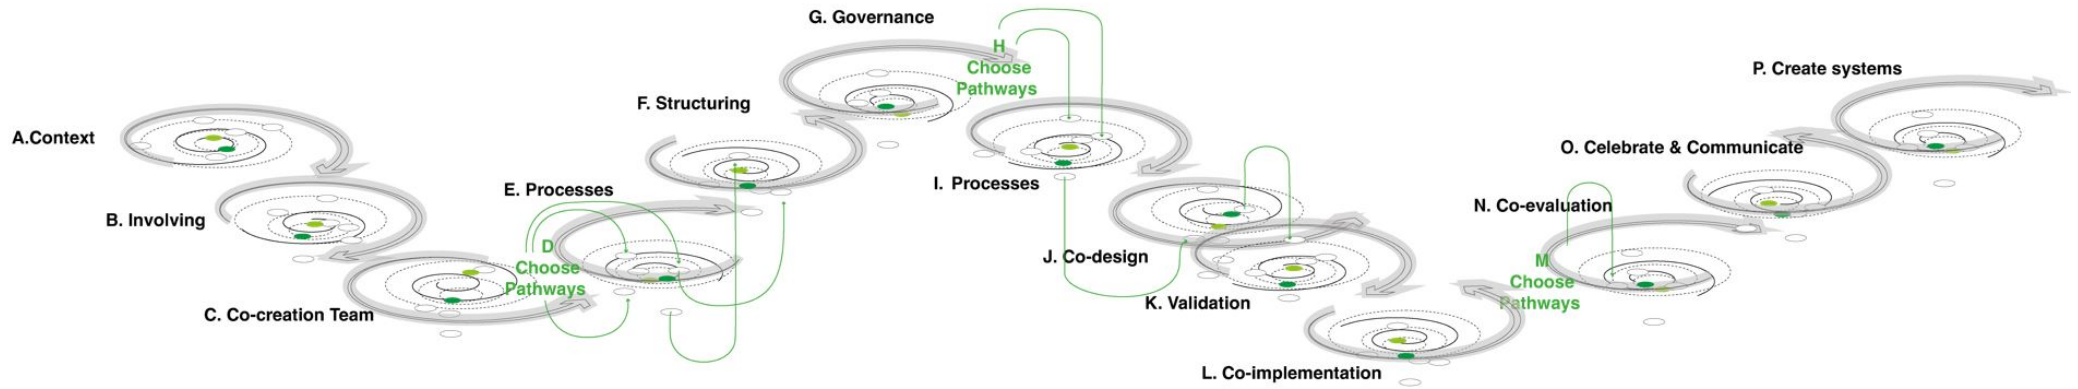 A.Context
B. Involving
C. Co-creation Team
D
Choose
Pathways
E. Processes
F. Structuring
G. Governance
H
Choose
Pathways
I. Processes
J. Co-design
K. Validation
L. Co-implementation
M
Choose
Pathways
N. Co-evaluation
O. Celebrate & Communicate
P. Create systems